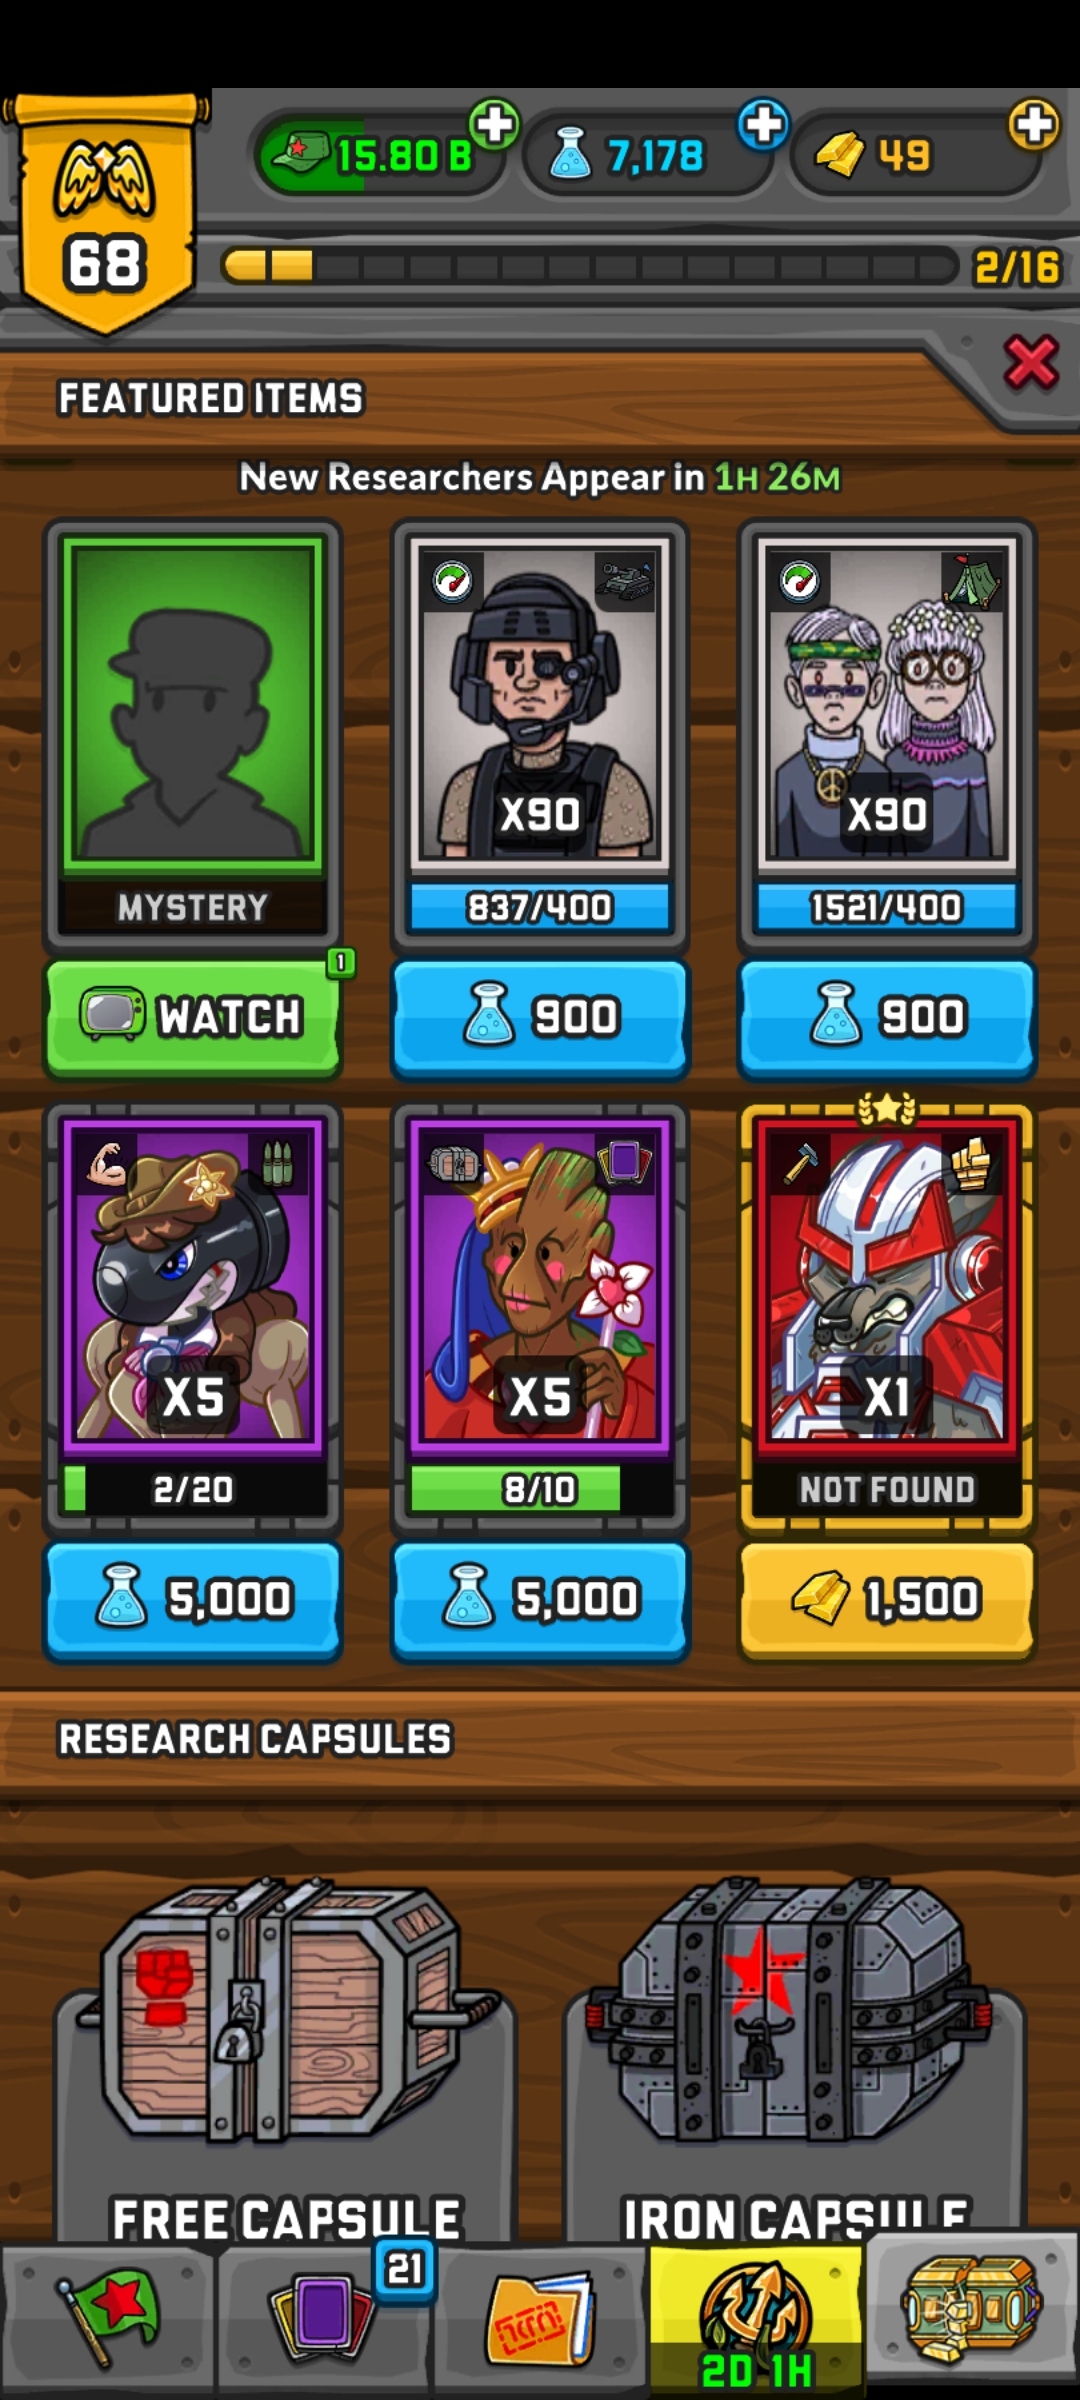 15.80 B
7,178
49
68
2/16
FEATURED ITEMS
New Researchers Appear in 1H 26M
X90
X90
MYSTERY
837/400
1521/400
1
WATCH
900
900
X5
X5
X1
2/20
8/10
NOT FOUND
5,000
5,000
1,500
RESEARCH CAPSULES
FREE CAPSULE
IRON CAPSULE
21
2D 1H